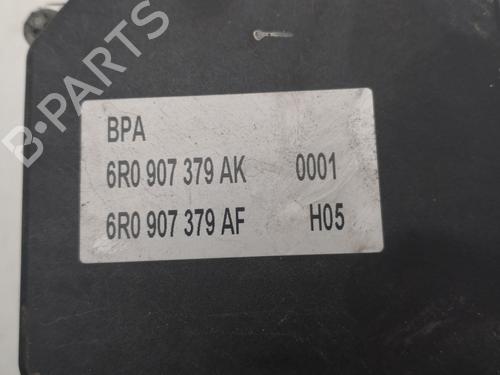 B-PARTS
BPA
6R0 907 379 AK 0001
6R0 907 379 AF H05